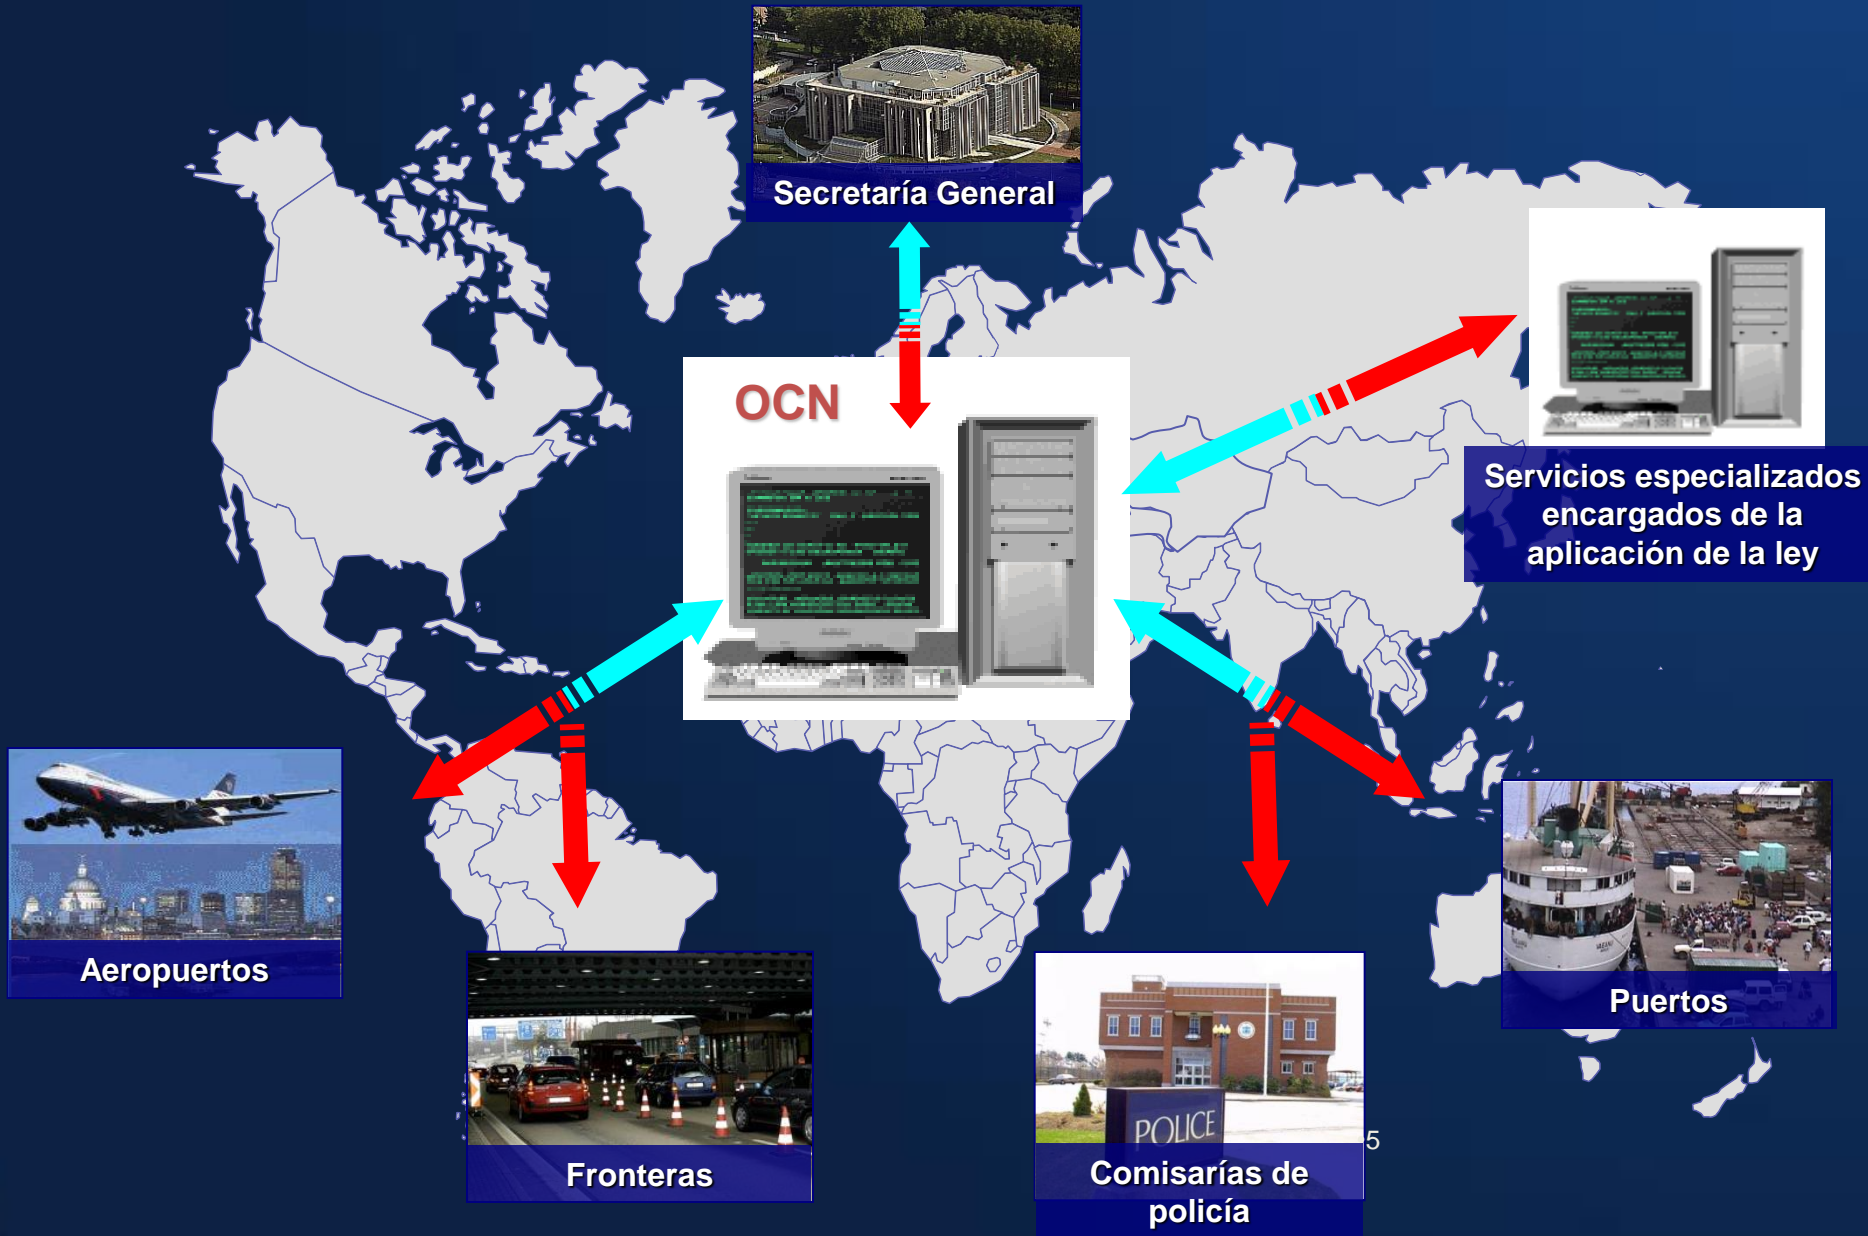 Secretaría General
OCN
Servicios especializados
encargados de la
aplicación de la ley
Aeropuertos
Puertos
Fronteras
POLICE
5
Comisarías de
policía